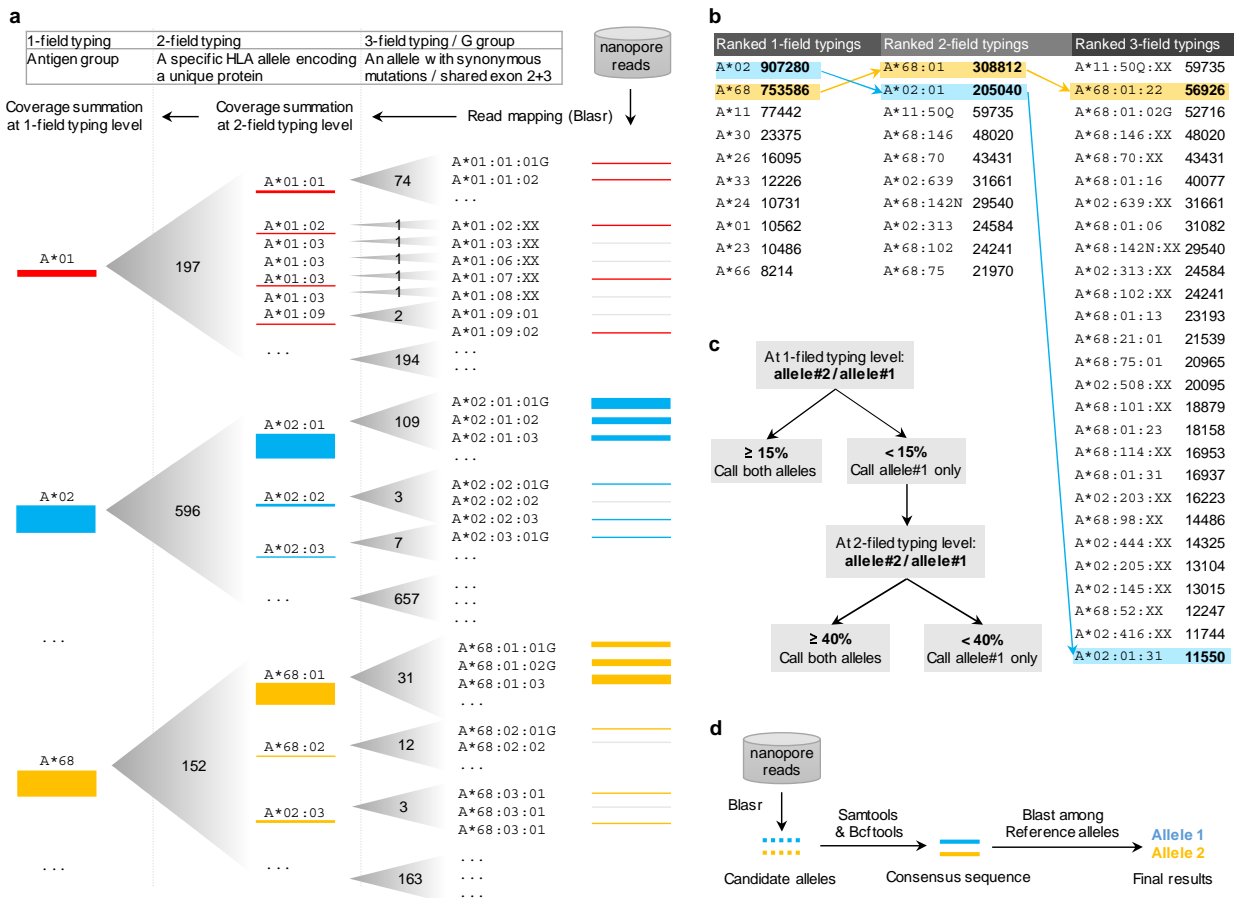 a
1-field typing 2-field typing 3-field typing / G group
Antigen group A specific HLA allele encoding An allele with synonymous
a unique protein mutations / shared exon 2+3
nanopore
reads
Coverage summation Coverage summation Read mapping (Blasr)
at 1-field typing level at 2-field typing level
A*01
197
A*01:01
A*01:02
A*01:03
A*01:03
A*01:03
A*01:03
A*01:09
...
74
1
1
1
1
1
2
194
A*01:01:01G
A*01:01:02
...
A*01:02:XX
A*01:03:XX
A*01:06:XX
A*01:07:XX
A*01:08:XX
A*01:09:01
A*01:09:02
...
...
A*02
596
A*02:01
A*02:02
A*02:03
...
109
3
7
657
A*02:01:01G
A*02:01:02
A*02:01:03
...
A*02:02:01G
A*02:02:02
A*02:02:03
A*02:03:01G
...
...
...
...
...
A*68
152
A*68:01
A*68:02
A*02:03
...
31
12
3
163
A*68:01:01G
A*68:01:02G
A*68:01:03
...
A*68:02:01G
A*68:02:02
...
A*68:03:01
A*68:03:01
A*68:03:01
...
...
...
...
b
Ranked 1-field typings Ranked 2-field typings Ranked 3-field typings
A*02 907280 A*68:01 308812 A*11:50Q:XX 59735
A*68 753586 A*02:01 205040 A*68:01:22 56926
A*11 77442 A*11:50Q 59735 A*68:01:02G 52716
A*30 23375 A*68:146 48020 A*68:146:XX 48020
A*26 16095 A*68:70 43431 A*68:70:XX 43431
A*33 12226 A*02:639 31661 A*68:01:16 40077
A*24 10731 A*68:142N 29540 A*02:639:XX 31661
A*01 10562 A*02:313 24584 A*68:01:06 31082
A*23 10486 A*68:102 24241 A*68:142N:XX 29540
A*66 8214 A*68:75 21970 A*02:313:XX 24584
A*68:102:XX 24241
A*68:01:13 23193
A*68:21:01 21539
A*68:75:01 20965
A*02:508:XX 20095
A*68:101:XX 18879
A*68:01:23 18158
A*68:114:XX 16953
A*68:01:31 16937
A*02:203:XX 16223
A*68:98:XX 14486
A*02:444:XX 14325
A*02:205:XX 13104
A*02:145:XX 13015
A*68:52:XX 12247
A*02:416:XX 11744
A*02:01:31 11550
c
At 1-filed typing level:
allele#2 / allele#1
≥ 15% < 15%
Call both alleles Call allele#1 only
At 2-filed typing level:
allele#2 / allele#1
≥ 40% < 40%
Call both alleles Call allele#1 only
d
nanopore
reads
Blasr
Samtools
& Bcftools
Blast among
Reference alleles
Allele 1
Allele 2
Candidate alleles Consensus sequence Final results